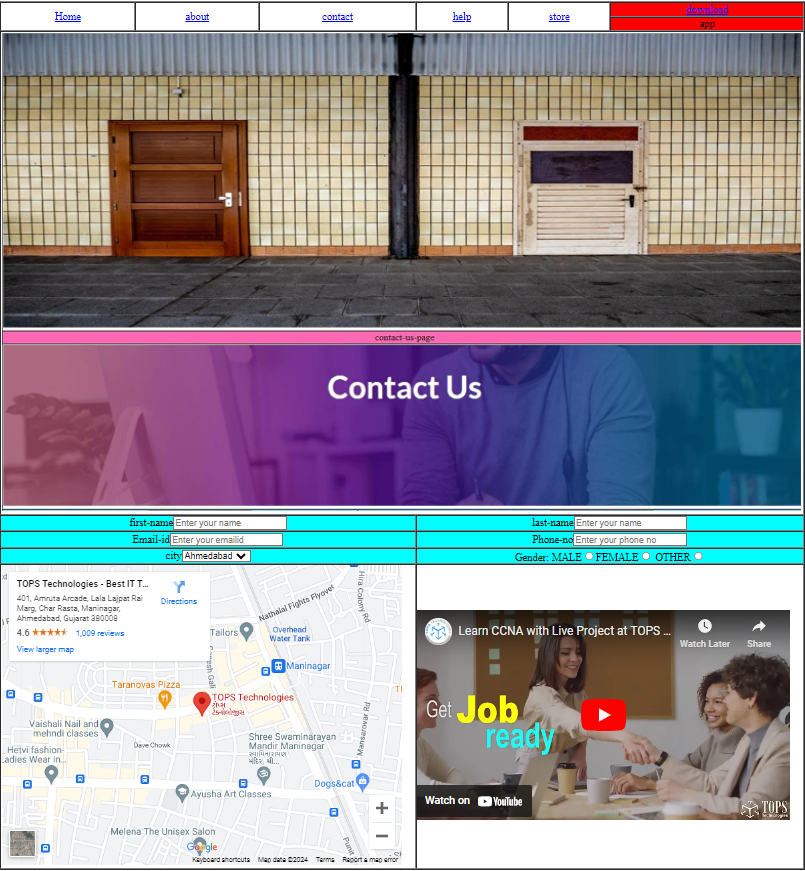 Home about contact help store download
app
contact-us-page
Contact Us
first-name Enter your name last-name Enter your name
Email-id Enter your emailid Phone-no Enter your phone no
city Ahmedabad Gender: MALE FEMALE OTHER
TOPS Technologies - Best IT T...
401, Amruta Arcade, Lala Lajpat Rai
Marg, Char Rasta, Maninagar,
Ahmedabad, Gujarat 380008
Directions
4.6 1,009 reviews
View larger map
Nathalal Fights Flyover
Hira Colony Rd
Tailors
Overhead
Water Tank
Maninagar
Taranovas Pizza
TOPS Technologies
ટોપ્સ
ટેકનોલોજીસ
Vaishali Nail and
mehndi classes
Dave Chowk
Mansarovar Rd
Shree Swaminarayan
Mandir Maninagar
Hetvi fashion-
Ladies Wear in...
Dogs&cat
Ayusha Art Classes
Melena The Unisex Salon
Punit
Google
Keyboard shortcuts Map data ©2024 Terms Report a map error
Learn CCNA with Live Project at TOPS ...
Watch Later Share
Get Job
ready
Watch on YouTube
TOPS
Technologies